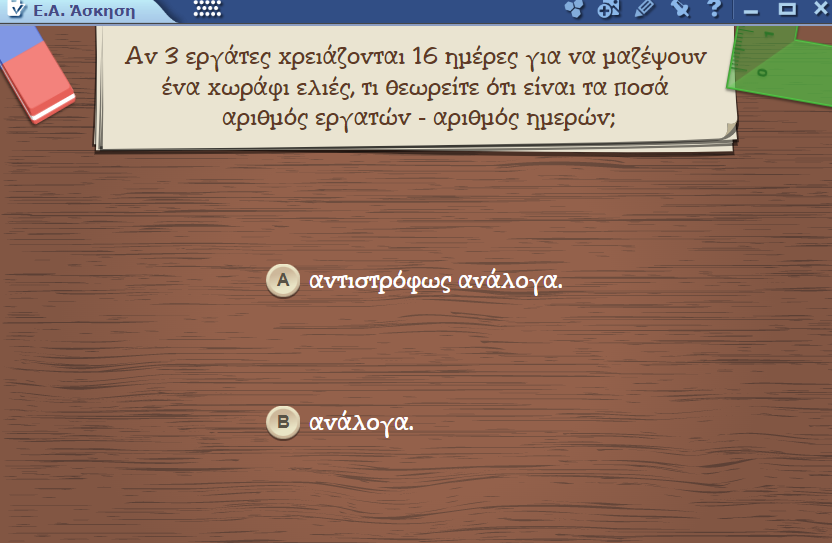 Ε.Α. Άσκηση
Αν 3 εργάτες χρειάζονται 16 ημέρες για να μαζέψουν
ένα χωράφι ελιές, τι θεωρείτε ότι είναι τα ποσά
αριθμός εργατών - αριθμός ημερών;
A αντιστρόφως ανάλογα.
B ανάλογα.